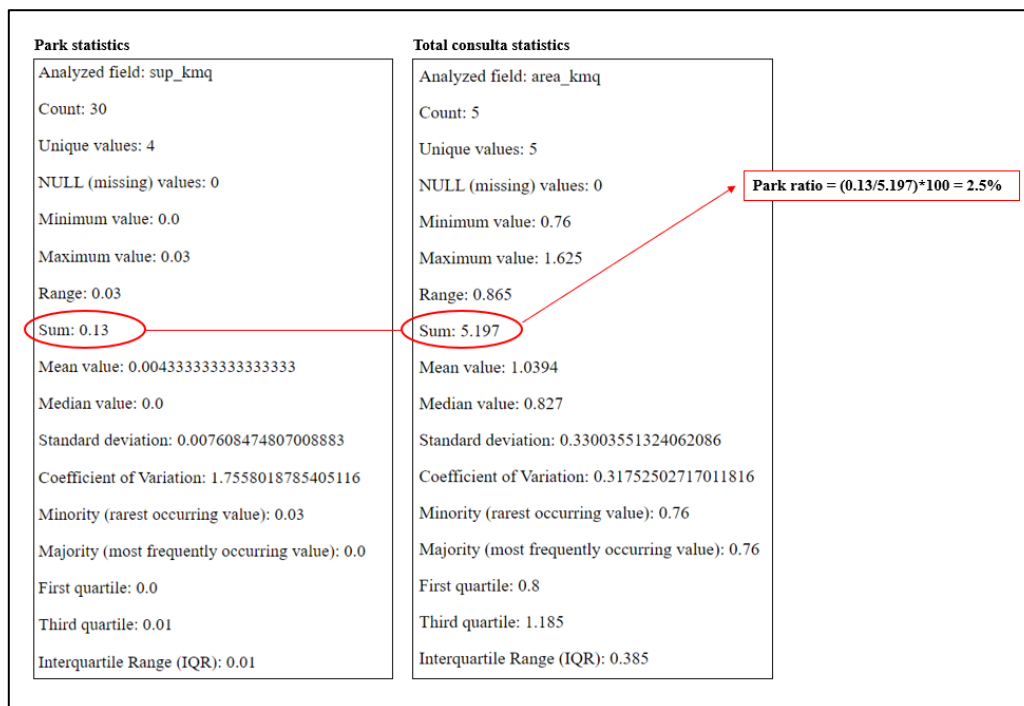 Park statistics
Analyzed field: sup_kmq
Count: 30
Unique values: 4
NULL (missing) values: 0
Minimum value: 0.0
Maximum value: 0.03
Range: 0.03
Sum: 0.13
Mean value: 0.004333333333333333
Median value: 0.0
Standard deviation: 0.007608474807008883
Coefficient of Variation: 1.7558018785405116
Minority (rarest occurring value): 0.03
Majority (most frequently occurring value): 0.0
First quartile: 0.0
Third quartile: 0.01
Interquartile Range (IQR): 0.01
Total consulta statistics
Analyzed field: area_kmq
Count: 5
Unique values: 5
NULL (missing) values: 0
Minimum value: 0.76
Maximum value: 1.625
Range: 0.865
Sum: 5.197
Mean value: 1.0394
Median value: 0.827
Standard deviation: 0.33003551324062086
Coefficient of Variation: 0.31752502717011816
Minority (rarest occurring value): 0.76
Majority (most frequently occurring value): 0.76
First quartile: 0.8
Third quartile: 1.185
Interquartile Range (IQR): 0.385
Park ratio = (0.13/5.197)*100 = 2.5%